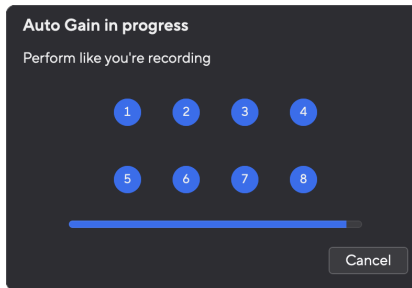 Auto Gain in progress
Perform like you're recording
1 2 3 4
5 6 7 8
Cancel